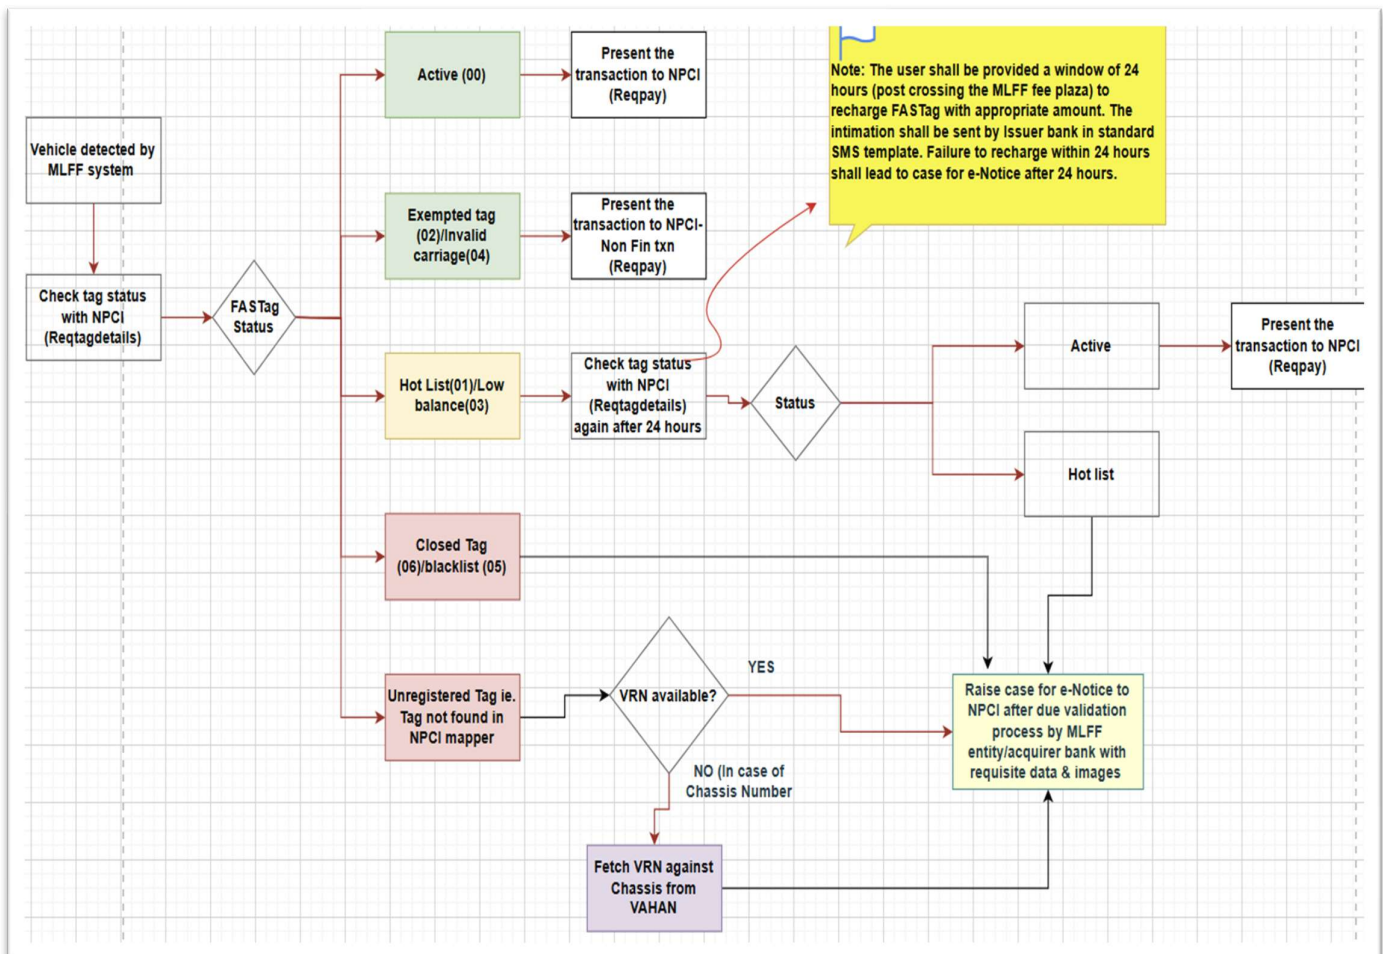 Active (00)
Present the
transaction to NPCI
(Reqpay)
Note: The user shall be provided a window of 24
hours (post crossing the MLFF fee plaza) to
recharge FASTag with appropriate amount. The
intimation shall be sent by Issuer bank in standard
SMS template. Failure to recharge within 24 hours
shall lead to case for e-Notice after 24 hours.
Vehicle detected by
MLFF system
Exempted tag
(02)/Invalid
carriage(04)
Present the
transaction to NPCI-
Non Fin txn
(Reqpay)
Check tag status
with NPCI
(Reqtagdetails)
FASTag
Status
Hot List(01)/Low
balance(03)
Check tag status
with NPCI
(Reqtagdetails)
again after 24 hours
Status
Active
Present the
transaction to NPCI
(Reqpay)
Hot list
Closed Tag
(06)/blacklist (05)
Unregistered Tag ie.
Tag not found in
NPCI mapper
VRN available?
YES
NO (In case of
Chassis Number
Raise case for e-Notice to
NPCI after due validation
process by MLFF
entity/acquirer bank with
requisite data & images
Fetch VRN against
Chassis from
VAHAN